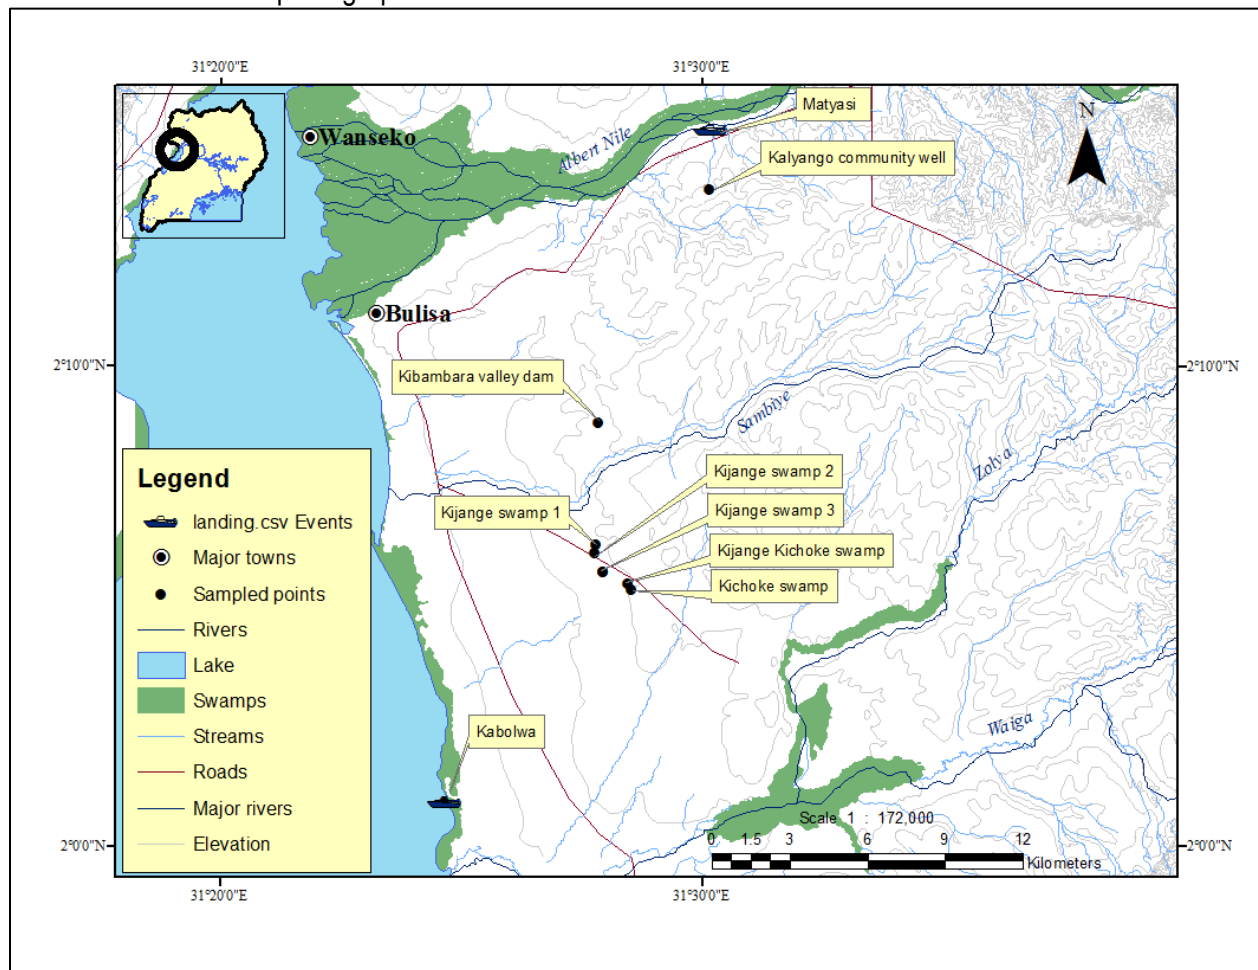 31°20'0"E
31°30'0"E
Matyasi
N
Wanseko
Albert Nile
Kalyango community well
Bulisa
2°10'0"N
2°10'0"N
Kibambara valley dam
Sambiye
Zolya
Legend
Kijange swamp 2
Kijange swamp 1
Kijange swamp 3
landing.csv Events
Kijange Kichoke swamp
Major towns
Kichoke swamp
Sampled points
Rivers
Lake
Swamps
Streams
Kabolwa
Waiga
Roads
Major rivers
Scale 1 : 172,000
Elevation
0 1.5 3 6 9 12
Kilometers
2°0'0"N
2°0'0"N
31°20'0"E
31°30'0"E